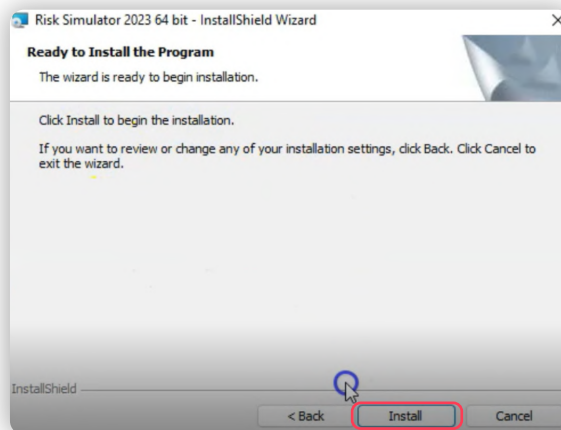 Risk Simulator 2023 64 bit - InstallShield Wizard
Ready to Install the Program
The wizard is ready to begin installation.
Click Install to begin the installation.
If you want to review or change any of your installation settings, click Back. Click Cancel to
exit the wizard.
InstallShield
< Back Install Cancel